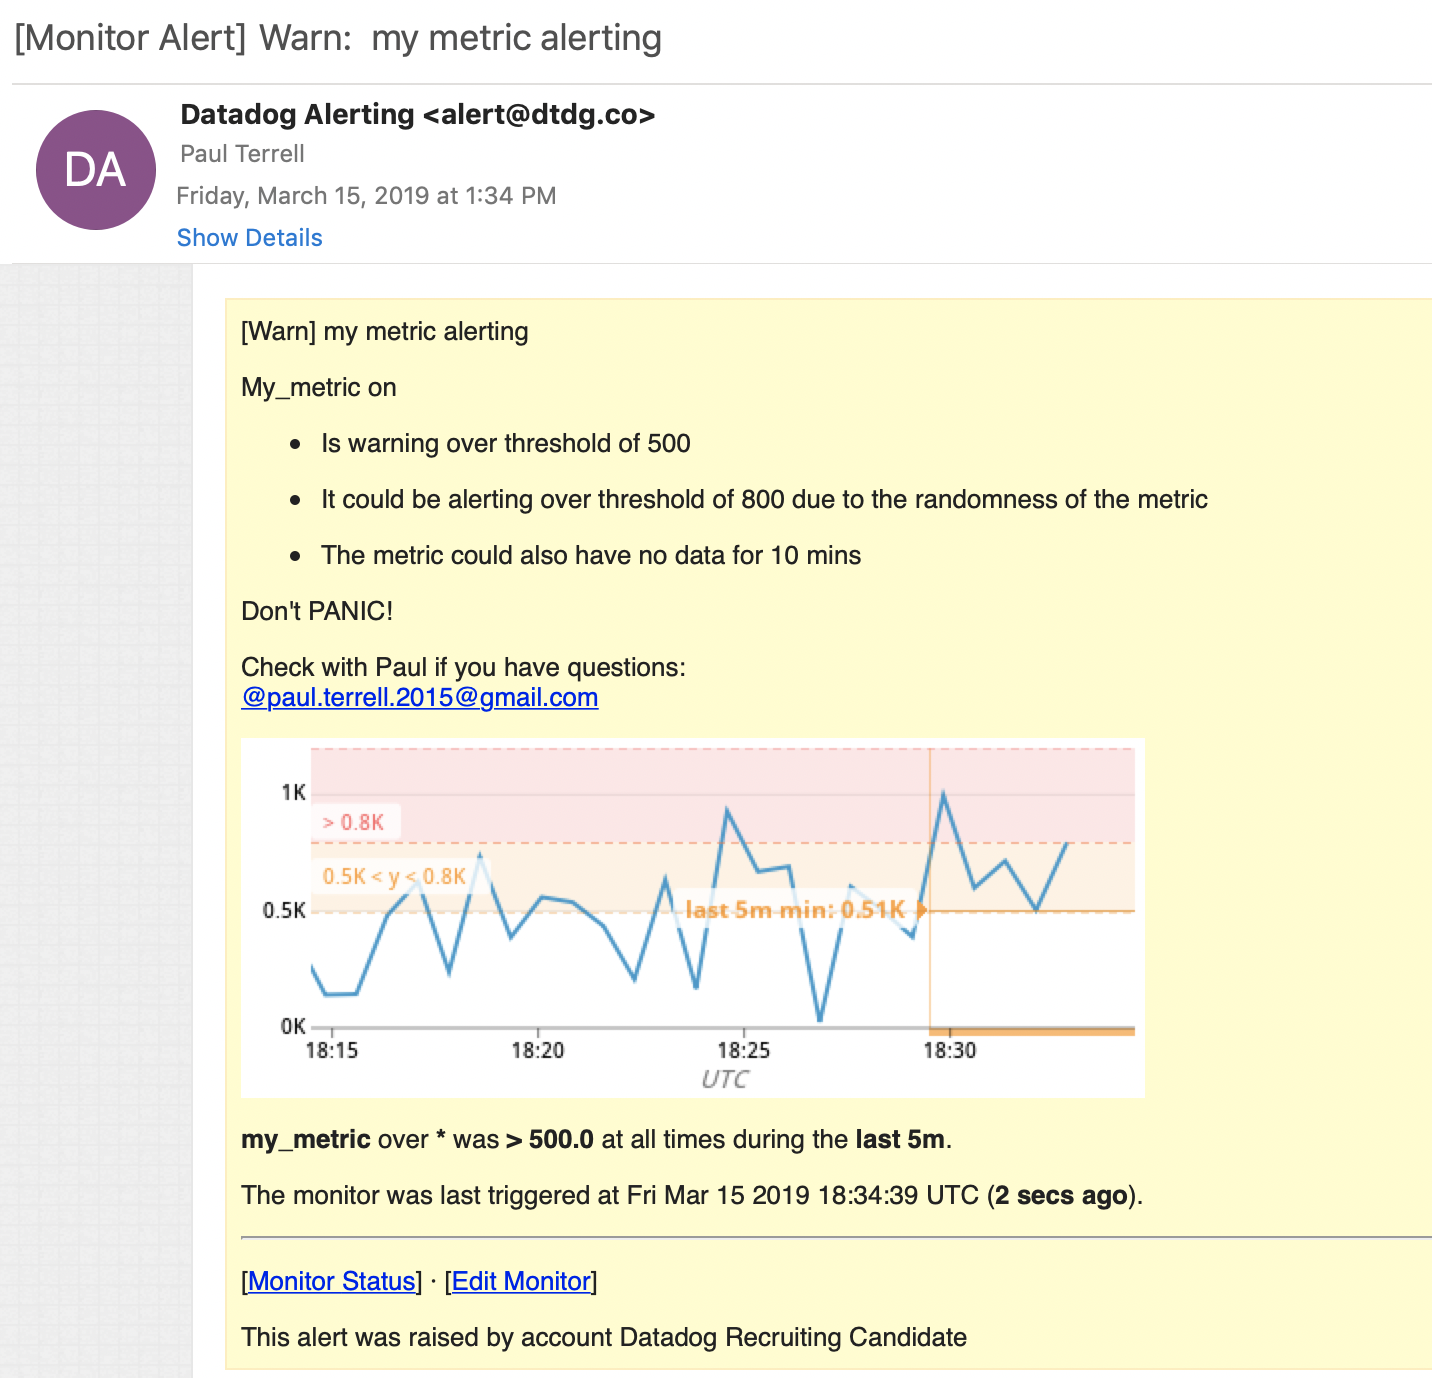 [Monitor Alert] Warn:  my metric alerting
DA
Datadog Alerting <alert@dtdg.co>
Paul Terrell
Friday, March 15, 2019 at 1:34 PM
Show Details
[Warn] my metric alerting
My_metric on
• Is warning over threshold of 500
• It could be alerting over threshold of 800 due to the randomness of the metric
• The metric could also have no data for 10 mins
Don't PANIC!
Check with Paul if you have questions:
@paul.terrell.2015@gmail.com
1K
> 0.8K
0.5K < y < 0.8K
0.5K
last 5m min: 0.51K
0K
18:15 18:20 18:25 18:30
UTC
my_metric over * was > 500.0 at all times during the last 5m.
The monitor was last triggered at Fri Mar 15 2019 18:34:39 UTC (2 secs ago).
[Monitor Status] · [Edit Monitor]
This alert was raised by account Datadog Recruiting Candidate